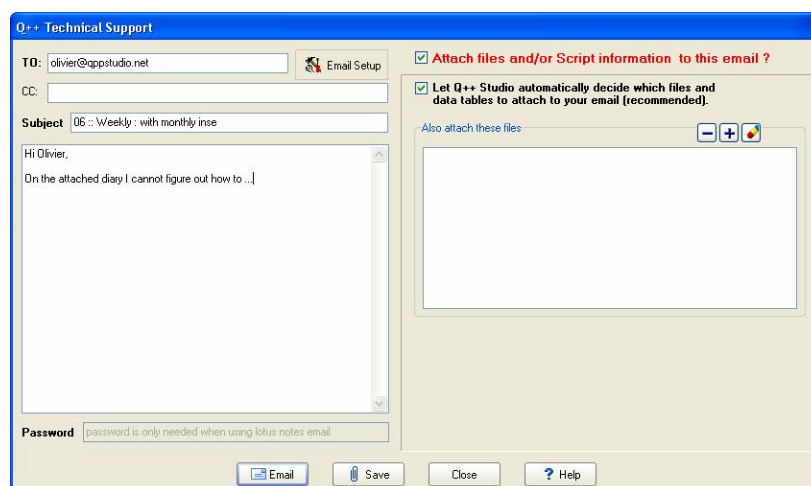 Q++ Technical Support
TO: olivier@qppstudio.net
Email Setup
CC:
Subject 06 :: Weekly : with monthly inse
Hi Olivier,
On the attached diary I cannot figure out how to ...
Password password is only needed when using lotus notes email
Attach files and/or Script information to this email ?
Let Q++ Studio automatically decide which files and
data tables to attach to your email (recommended).
Also attach these files
Email Save Close ? Help